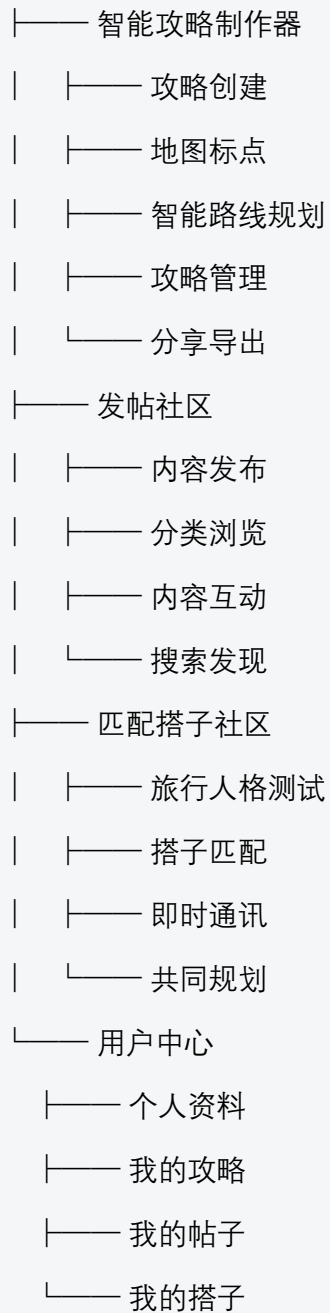 ├── 智能攻略制作器
│ ├── 攻略创建
│ ├── 地图标点
│ ├── 智能路线规划
│ ├── 攻略管理
│ └── 分享导出
├── 发帖社区
│ ├── 内容发布
│ ├── 分类浏览
│ ├── 内容互动
│ └── 搜索发现
├── 匹配搭子社区
│ ├── 旅行人格测试
│ ├── 搭子匹配
│ ├── 即时通讯
│ └── 共同规划
└── 用户中心
├── 个人资料
├── 我的攻略
├── 我的帖子
└── 我的搭子